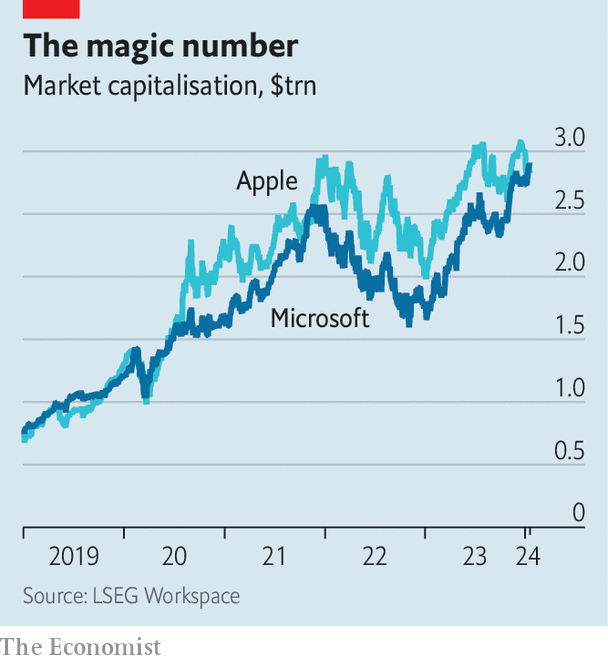 The magic number
Market capitalisation, $trn
3.0
Apple
2.5
2.0
Microsoft
1.5
1.0
0.5
0
2019 20 21 22 23 24
Source: LSEG Workspace
The Economist